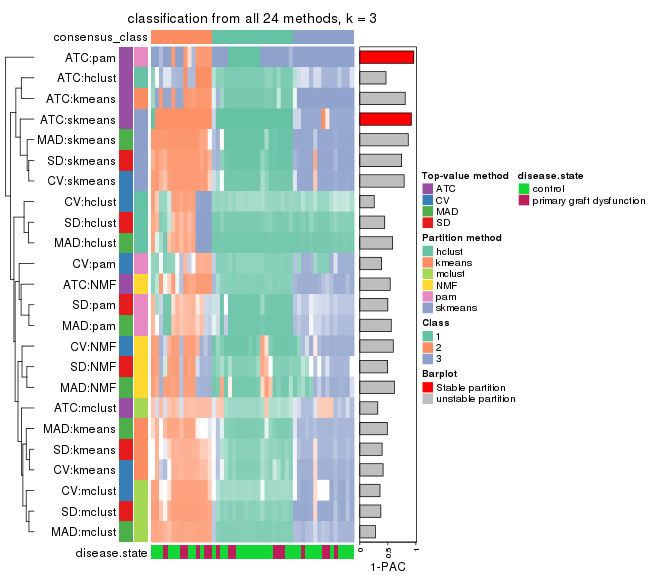 classification from all 24 methods, k = 3
consensus_class
ATC:pam
ATC:hclust
ATC:kmeans
ATC:skmeans
MAD:skmeans
SD:skmeans
CV:skmeans
CV:hclust
SD:hclust
MAD:hclust
CV:pam
ATC:NMF
SD:pam
MAD:pam
CV:NMF
SD:NMF
MAD:NMF
ATC:mclust
MAD:kmeans
SD:kmeans
CV:kmeans
CV:mclust
SD:mclust
MAD:mclust
disease.state
0
0.5
1
1-PAC
Top-value method
ATC
CV
MAD
SD
Partition method
hclust
kmeans
mclust
NMF
pam
skmeans
Class
1
2
3
Barplot
Stable partition
unstable partition
disease.state
control
primary graft dysfunction